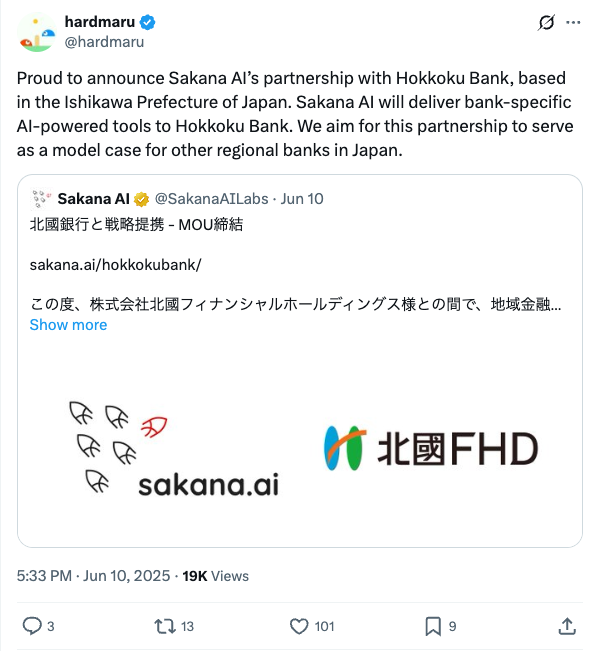 hardmaru
@hardmaru
Proud to announce Sakana AI’s partnership with Hokkoku Bank, based
in the Ishikawa Prefecture of Japan. Sakana AI will deliver bank-specific
AI-powered tools to Hokkoku Bank. We aim for this partnership to serve
as a model case for other regional banks in Japan.
Sakana AI @SakanaAILabs · Jun 10
北國銀行と戦略提携 - MOU締結
sakana.ai/hokkokubank/
この度、株式会社北國フィナンシャルホールディングス様との間で、地域金融...
Show more
sakana.ai
北國FHD
5:33 PM · Jun 10, 2025 · 19K Views
3 13 101 9